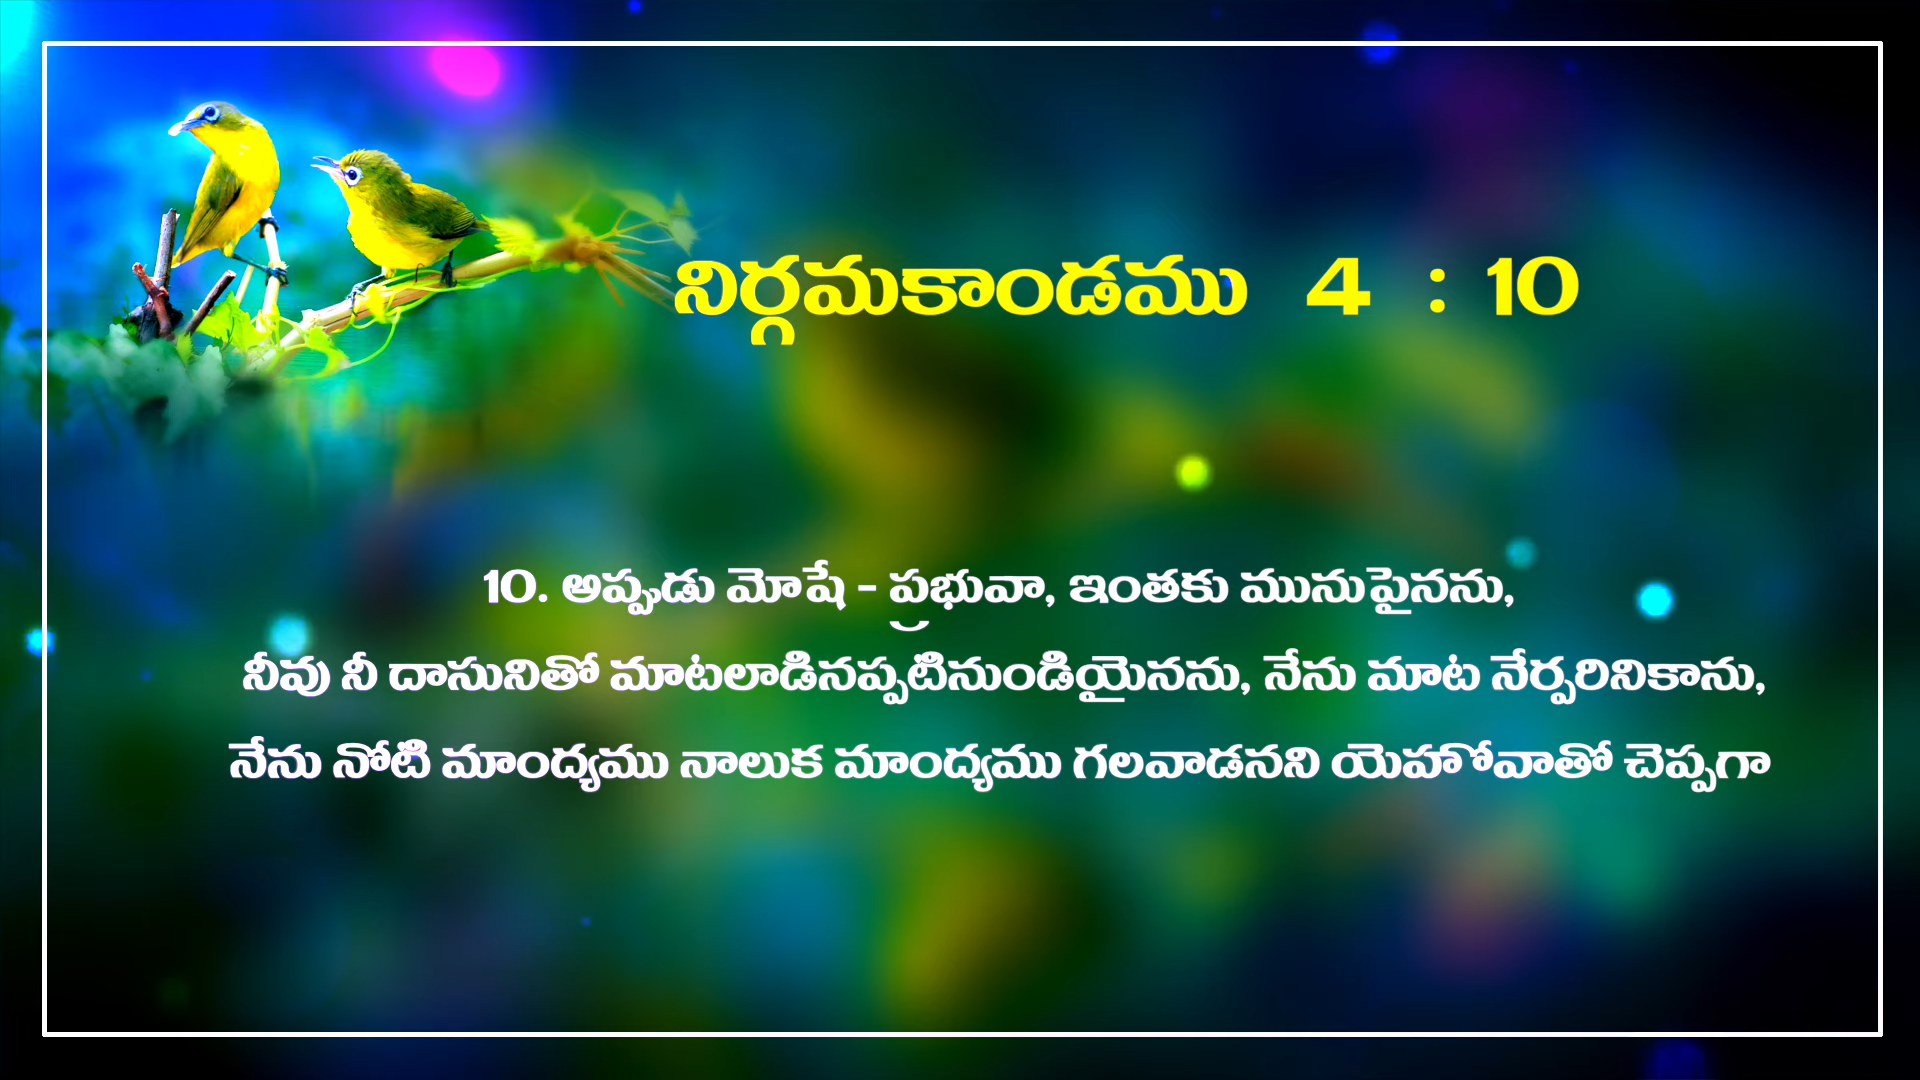 నిర్గమకాండము 4 : 10
10. అప్పుడు మోషే - ప్రభువా, ఇంతకు మునుపైనను,
నీవు నీ దాసునితో మాటలాడినప్పటినుండియైనను, నేను మాట నేర్పరినికాను,
నేను నోటి మాంద్యము నాలుక మాంద్యము గలవాడనని యెహోవాతో చెప్పగా